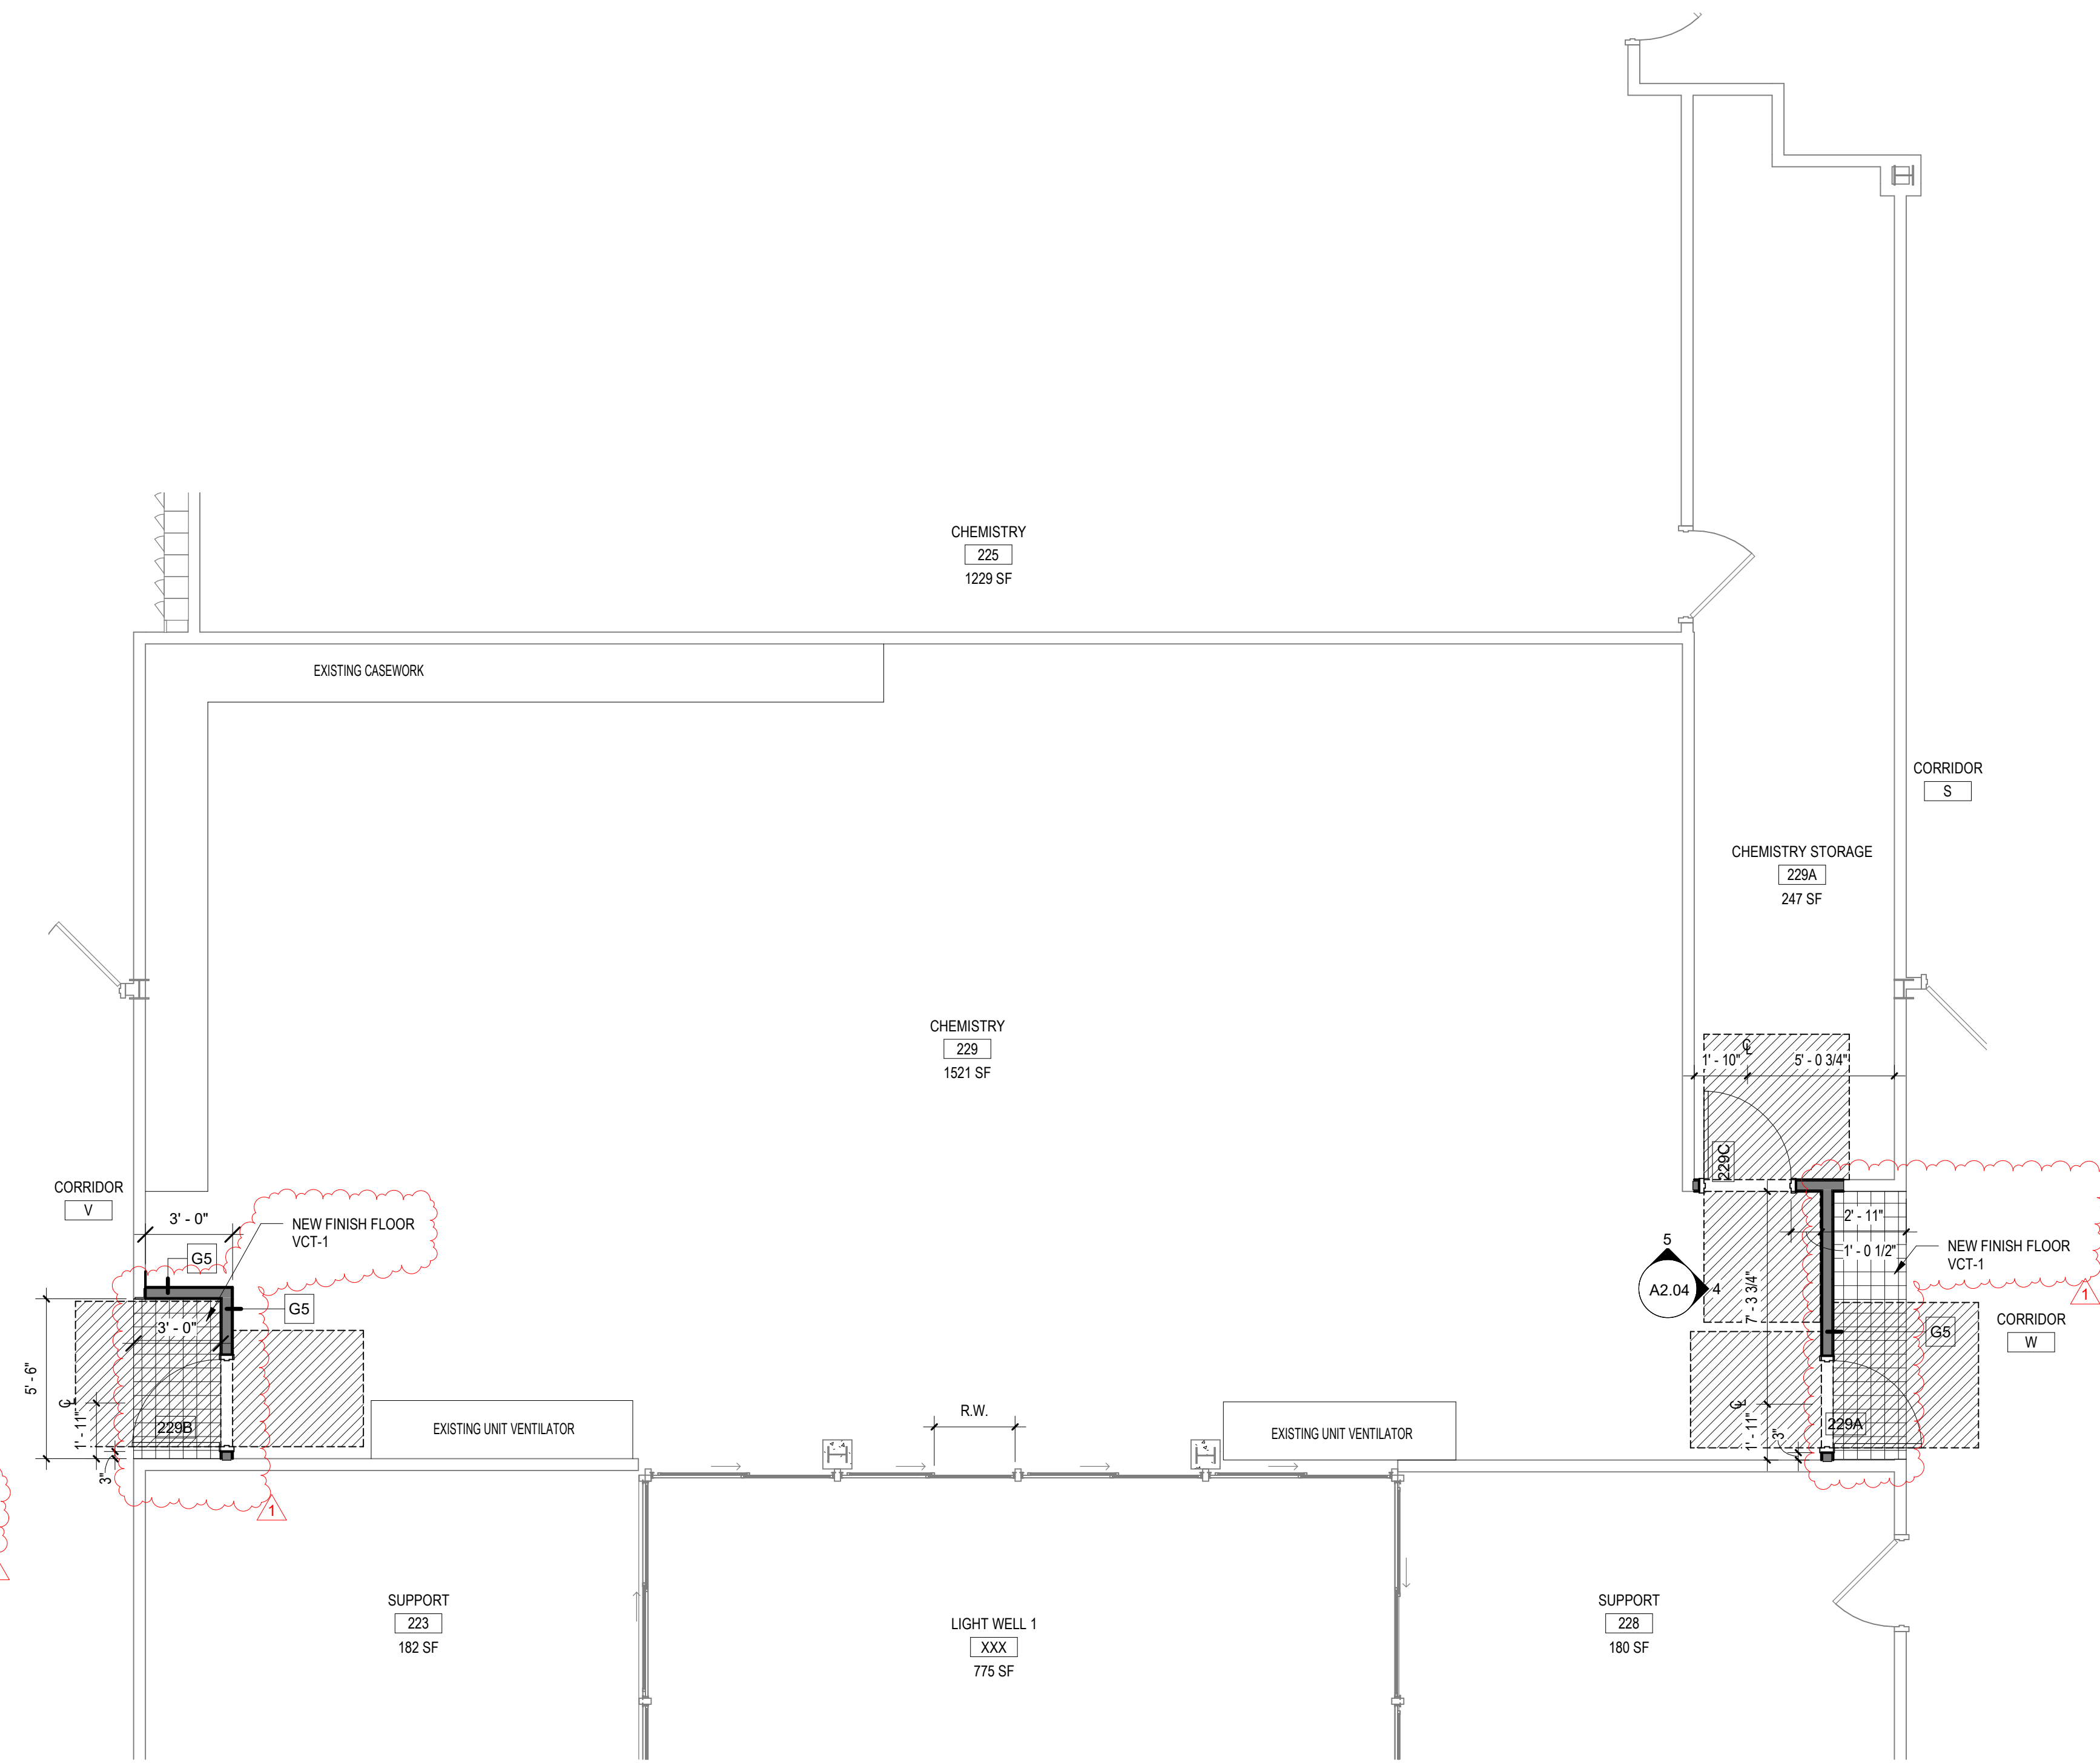 CHEMISTRY
225
1229 SF
EXISTING CASEWORK
CORRIDOR
S
CHEMISTRY STORAGE
229A
247 SF
CHEMISTRY
229
1521 SF
1' - 10"
5' - 0 3/4"
229C
CORRIDOR
V
3' - 0"
NEW FINISH FLOOR
VCT-1
G5
G5
3' - 0"
5' - 6"
1' - 11"
3"
229B
1
EXISTING UNIT VENTILATOR
R.W.
EXISTING UNIT VENTILATOR
5
A2.04
4
7' - 3 3/4"
2' - 11"
1' - 0 1/2"
NEW FINISH FLOOR
VCT-1
1
CORRIDOR
W
G5
1' - 11"
3"
229A
SUPPORT
223
182 SF
LIGHT WELL 1
XXX
775 SF
SUPPORT
228
180 SF